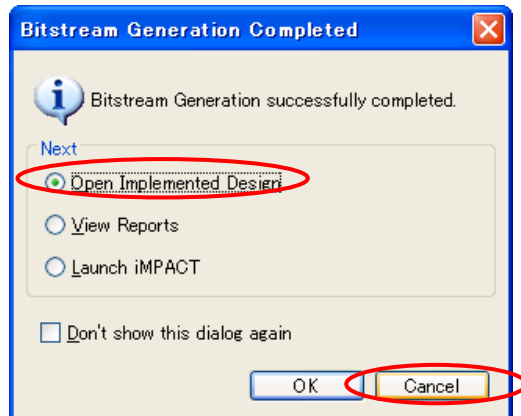 Bitstream Generation Completed
Bitstream Generation successfully completed.
Next
Open Implemented Design
View Reports
Launch iMPACT
Don't show this dialog again
OK
Cancel